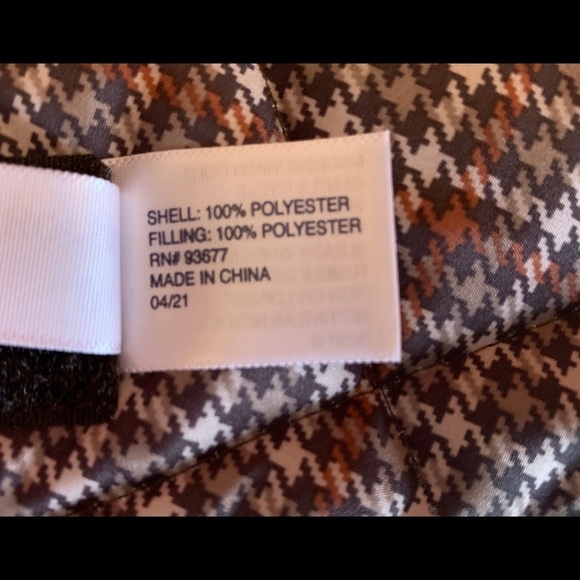 SHELL: 100% POLYESTER
FILLING: 100% POLYESTER
RN# 93677
MADE IN CHINA
04/21